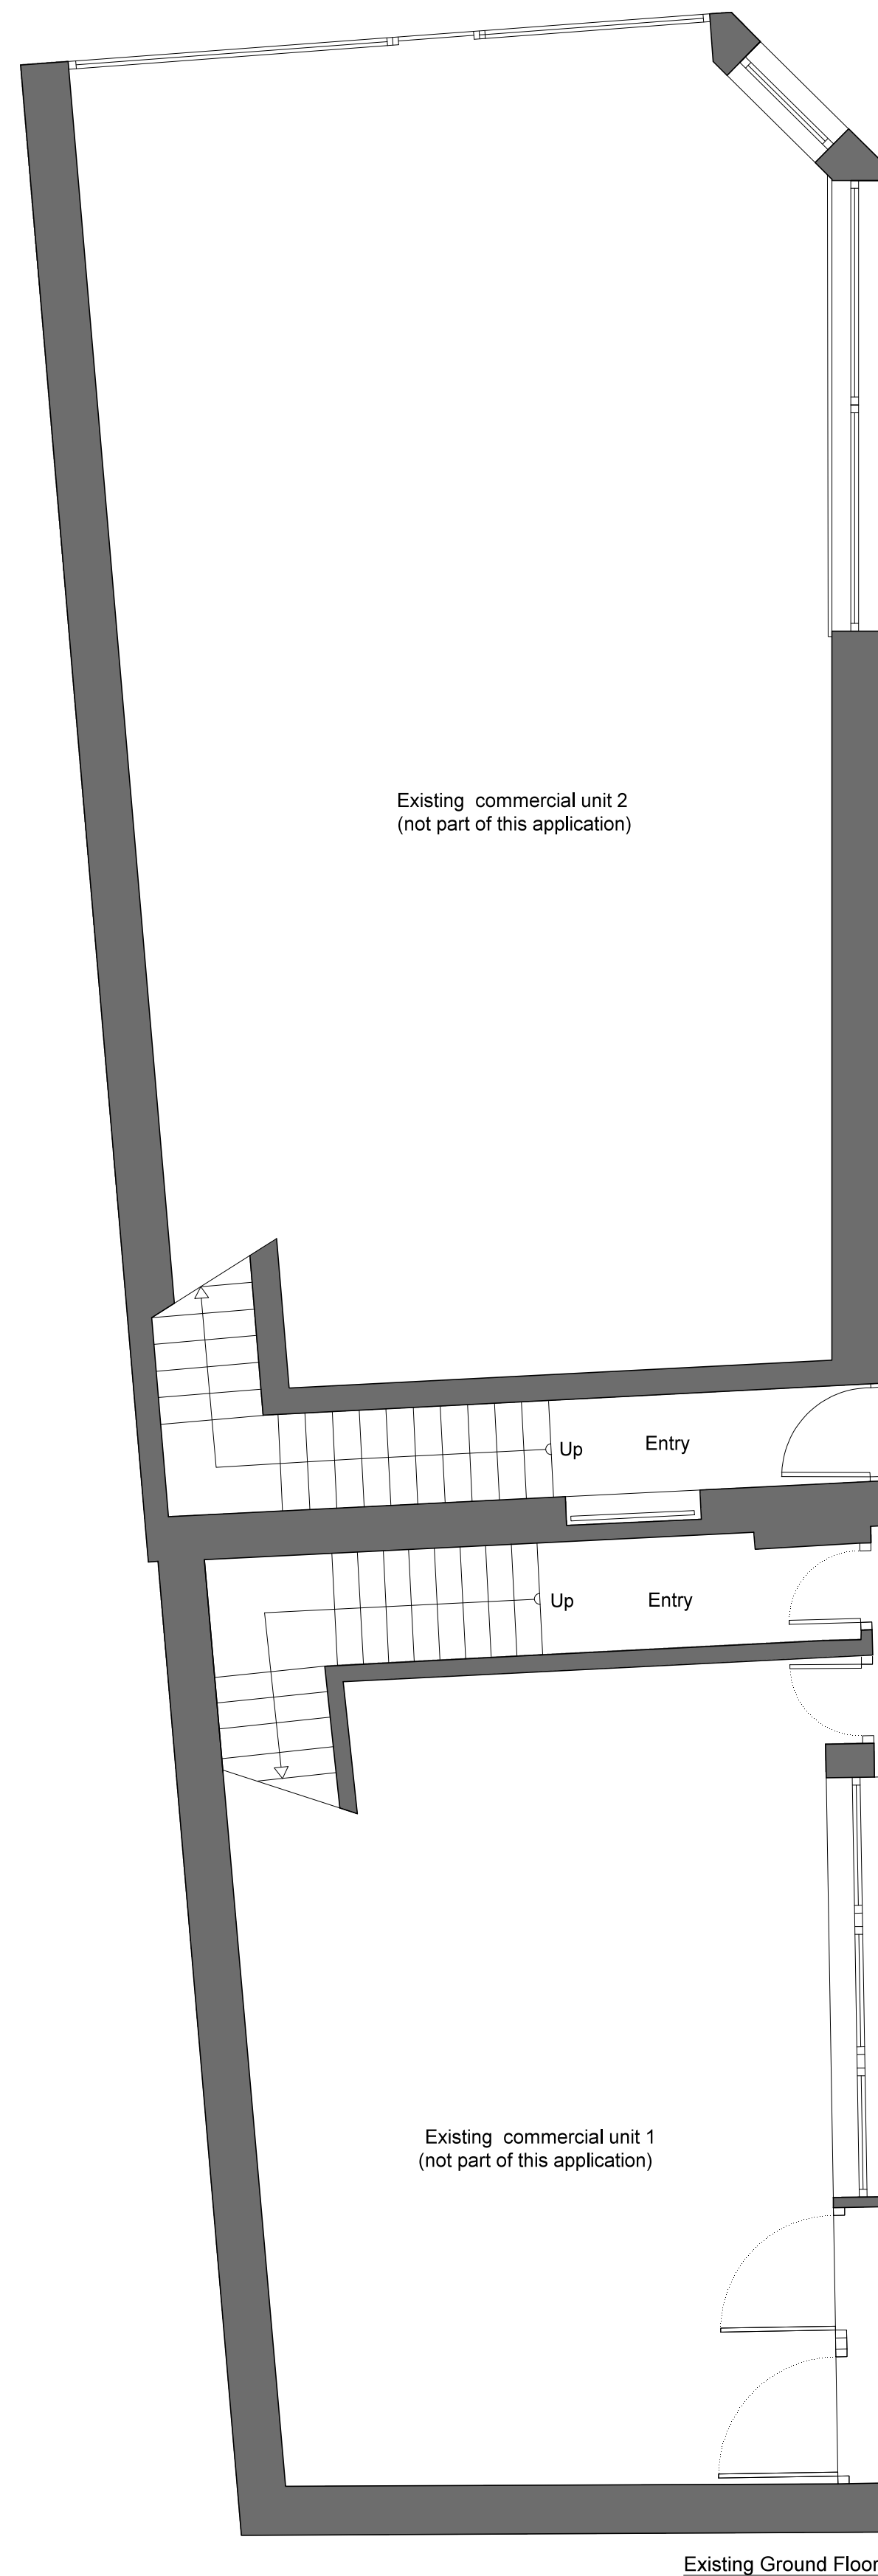 Existing commercial unit 2
(not part of this application)
Up
Entry
Up
Entry
Existing commercial unit 1
(not part of this application)
Existing Ground Floor